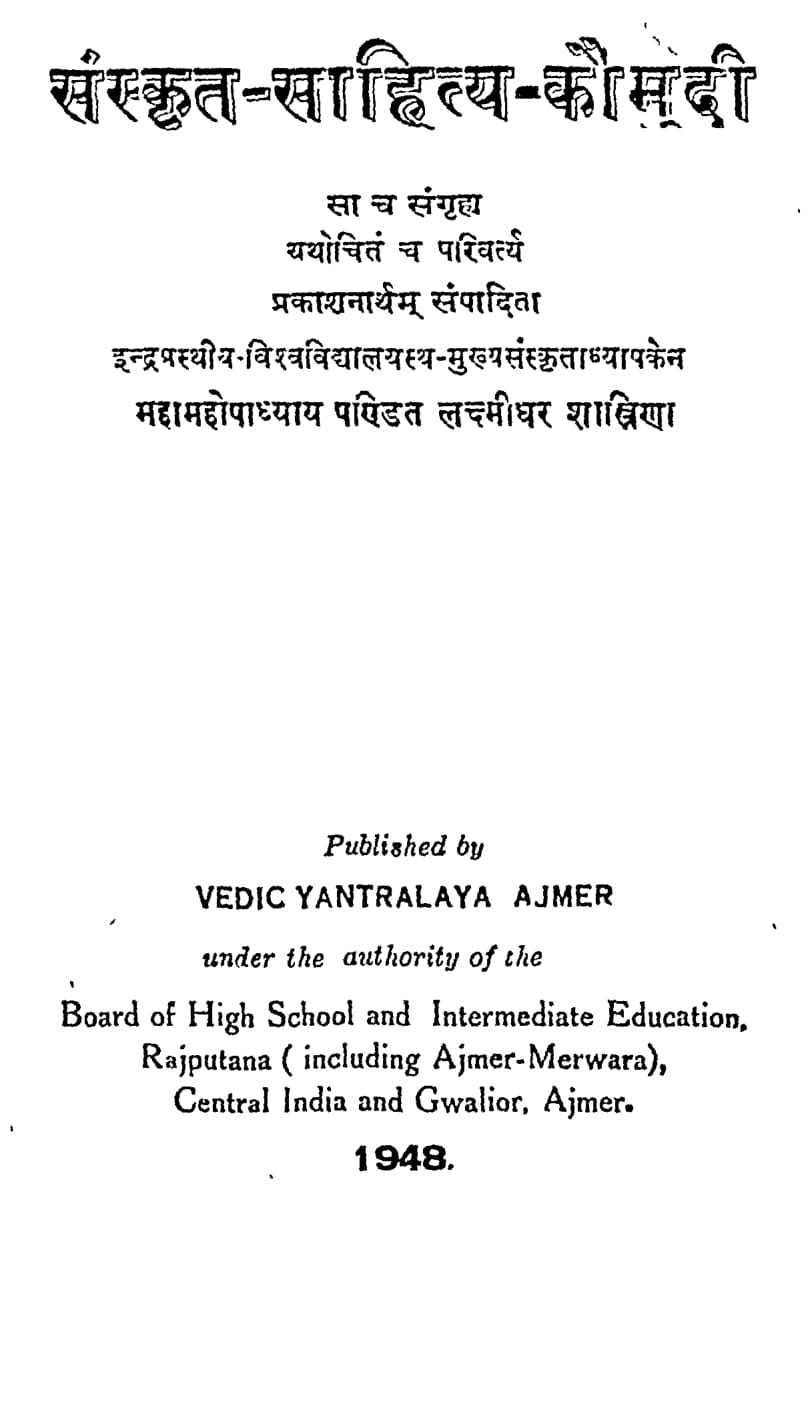 संस्कृत-साहित्य-कौमुदी
सा च संगृह्य
यथोचितं च परिवर्त्य
प्रकाशनार्थम् संपादिता
इन्द्रप्रस्थीय-विश्वविद्यालयस्थ-मुख्यसंस्कृताध्यापकेन
महामहोपाध्याय पण्डित लक्ष्मीधर शास्त्रिणा
Published by
VEDIC YANTRALAYA AJMER
under the authority of the
Board of High School and Intermediate Education,
Rajputana ( including Ajmer-Merwara),
Central India and Gwalior, Ajmer.
1948.